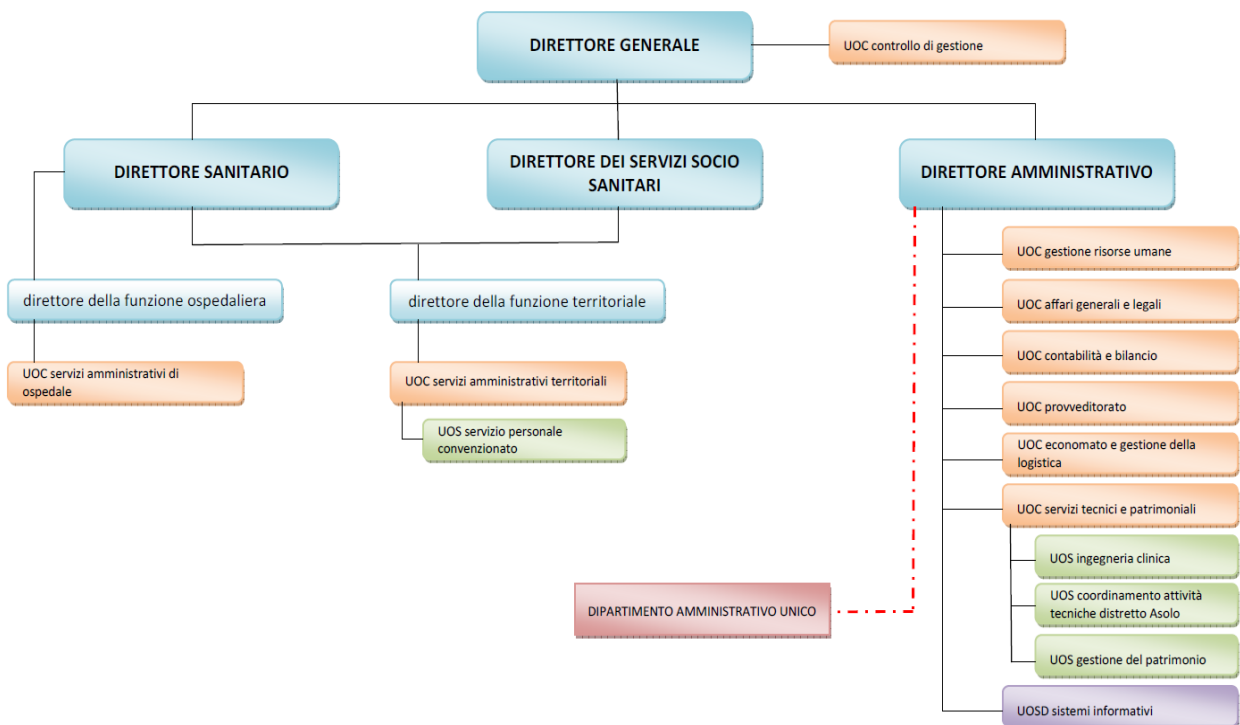 DIRETTORE GENERALE
UOC controllo di gestione
DIRETTORE SANITARIO
DIRETTORE DEI SERVIZI SOCIO
SANITARI
DIRETTORE AMMINISTRATIVO
direttore della funzione ospedaliera
UOC servizi amministrativi di
ospedale
direttore della funzione territoriale
UOC servizi amministrativi territoriali
UOS servizio personale
convenzionato
UOC gestione risorse umane
UOC affari generali e legali
UOC contabilità e bilancio
UOC provveditorato
UOC economato e gestione della
logistica
UOC servizi tecnici e patrimoniali
UOS ingegneria clinica
UOS coordinamento attività
tecniche distretto Asolo
UOS gestione del patrimonio
UOSD sistemi informativi
DIPARTIMENTO AMMINISTRATIVO UNICO